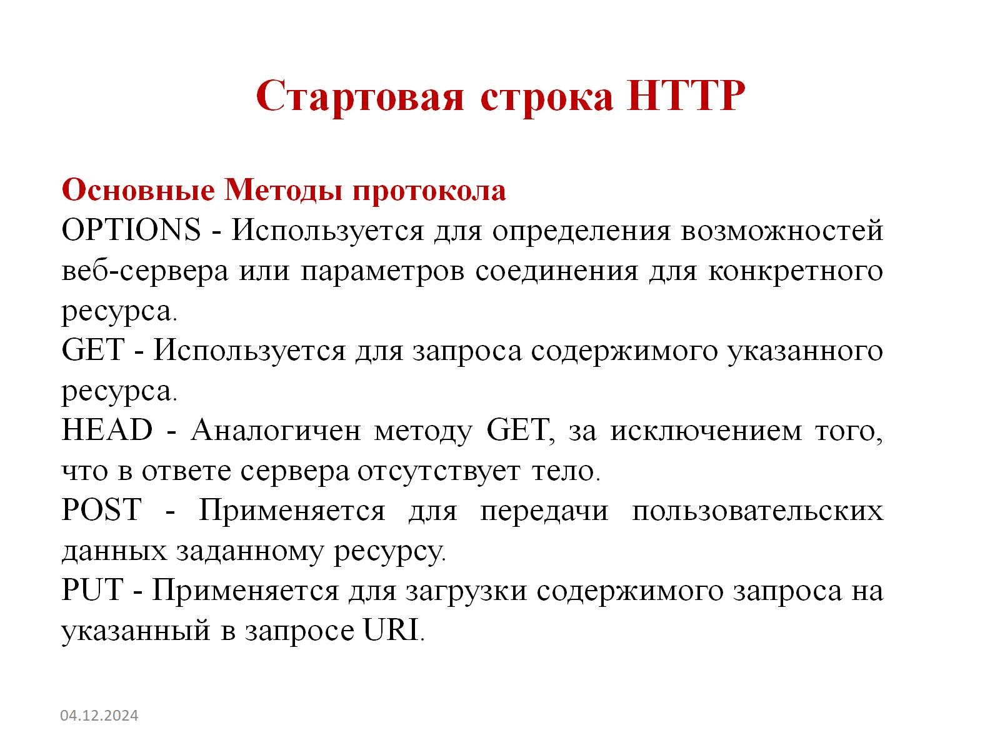 Стартовая строка HTTP
Основные Методы протокола
OPTIONS - Используется для определения возможностей
веб-сервера или параметров соединения для конкретного
ресурса.
GET - Используется для запроса содержимого указанного
ресурса.
HEAD - Аналогичен методу GET, за исключением того,
что в ответе сервера отсутствует тело.
POST - Применяется для передачи пользовательских
данных заданному ресурсу.
PUT - Применяется для загрузки содержимого запроса на
указанный в запросе URI.
04.12.2024